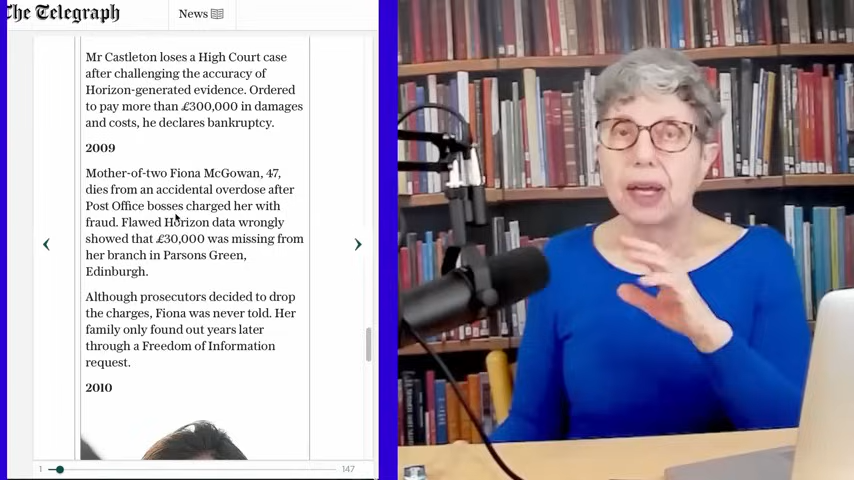 The Telegraph
News
Mr Castleton loses a High Court case
after challenging the accuracy of
Horizon-generated evidence. Ordered
to pay more than £300,000 in damages
and costs, he declares bankruptcy.
2009
Mother-of-two Fiona McGowan, 47,
dies from an accidental overdose after
Post Office bosses charged her with
fraud. Flawed Horizon data wrongly
showed that £30,000 was missing from
her branch in Parsons Green,
Edinburgh.
Although prosecutors decided to drop
the charges, Fiona was never told. Her
family only found out years later
through a Freedom of Information
request.
2010
1
147